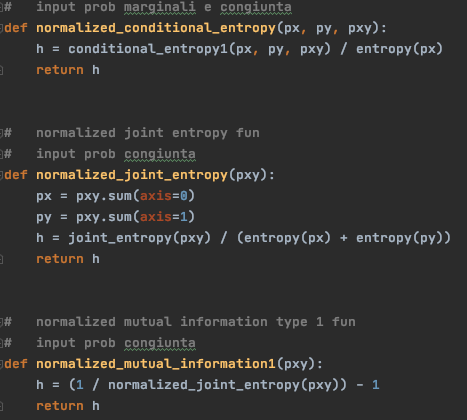 #   input prob marginali e congiunta
def normalized_conditional_entropy(px, py, pxy):
    h = conditional_entropy1(px, py, pxy) / entropy(px)
    return h
#   normalized joint entropy fun
#   input prob congiunta
def normalized_joint_entropy(pxy):
    px = pxy.sum(axis=0)
    py = pxy.sum(axis=1)
    h = joint_entropy(pxy) / (entropy(px) + entropy(py))
    return h
#   normalized mutual information type 1 fun
#   input prob congiunta
def normalized_mutual_information1(pxy):
    h = (1 / normalized_joint_entropy(pxy)) - 1
    return h